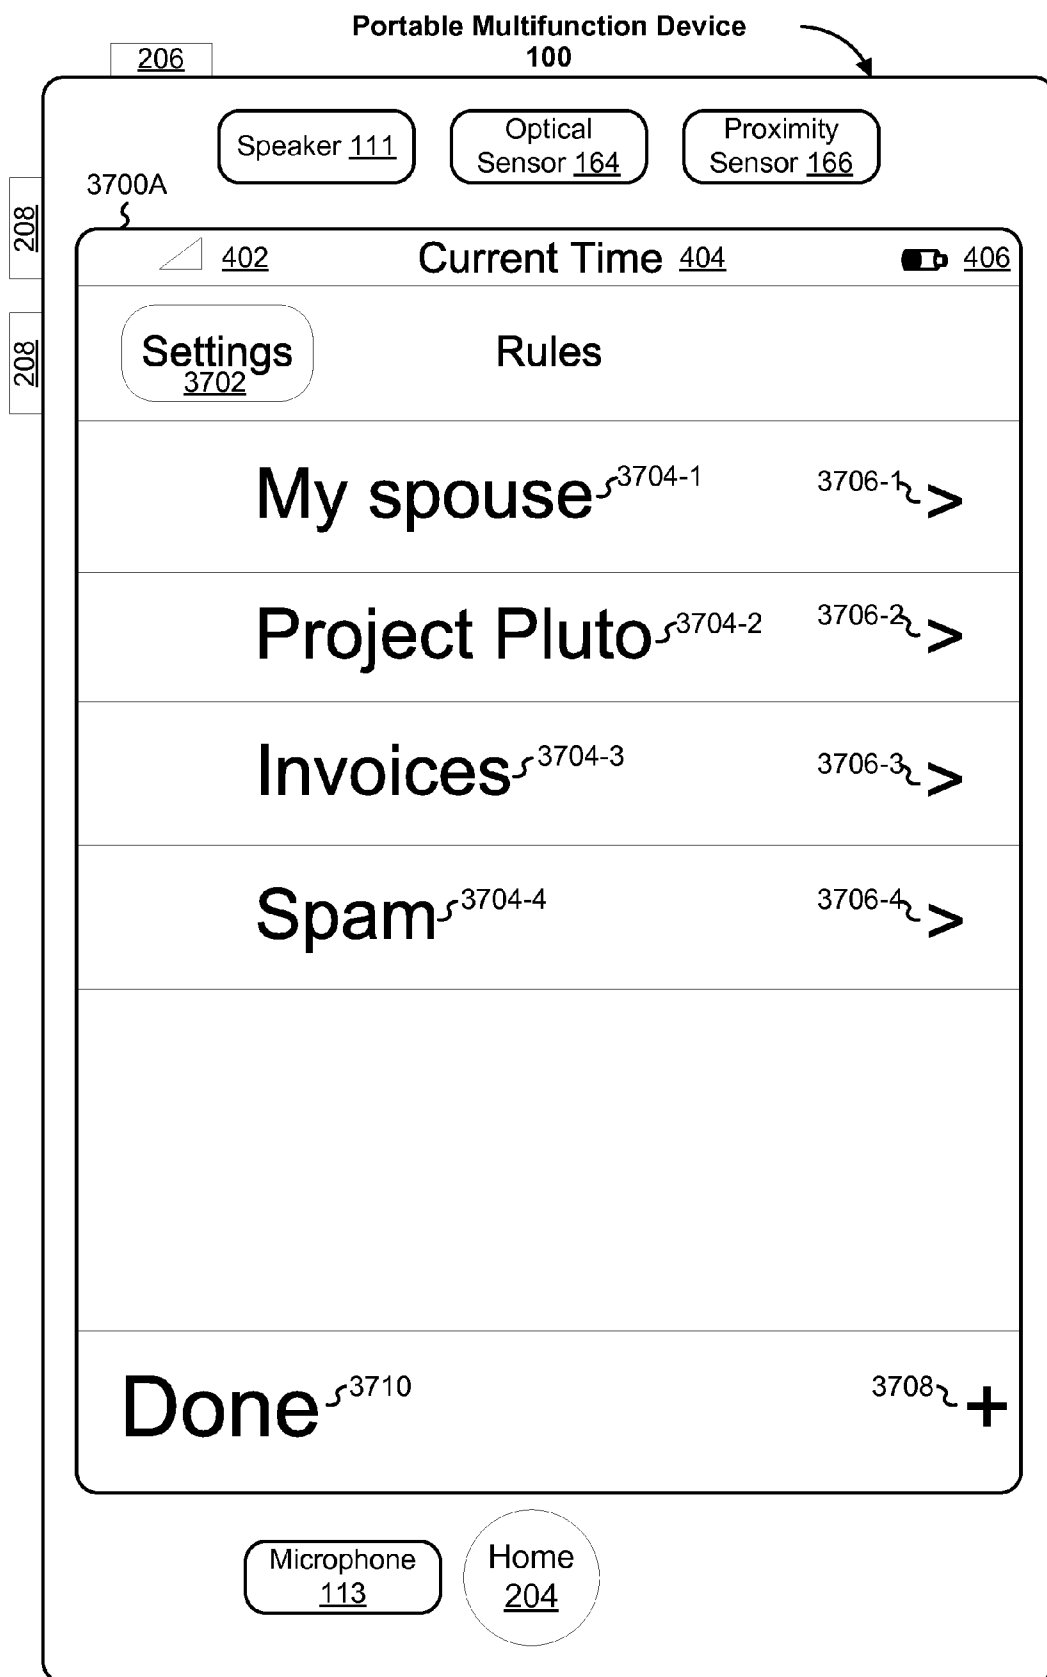 Portable Multifunction Device
100
206
Speaker 111
Optical
Sensor 164
Proximity
Sensor 166
3700A
208
208
402
Current Time 404
406
Settings
3702
Rules
My spouse 3704-1
3706-1 >
Project Pluto 3704-2
3706-2 >
Invoices 3704-3
3706-3 >
Spam 3704-4
3706-4 >
Done 3710
3708 +
Microphone
113
Home
204